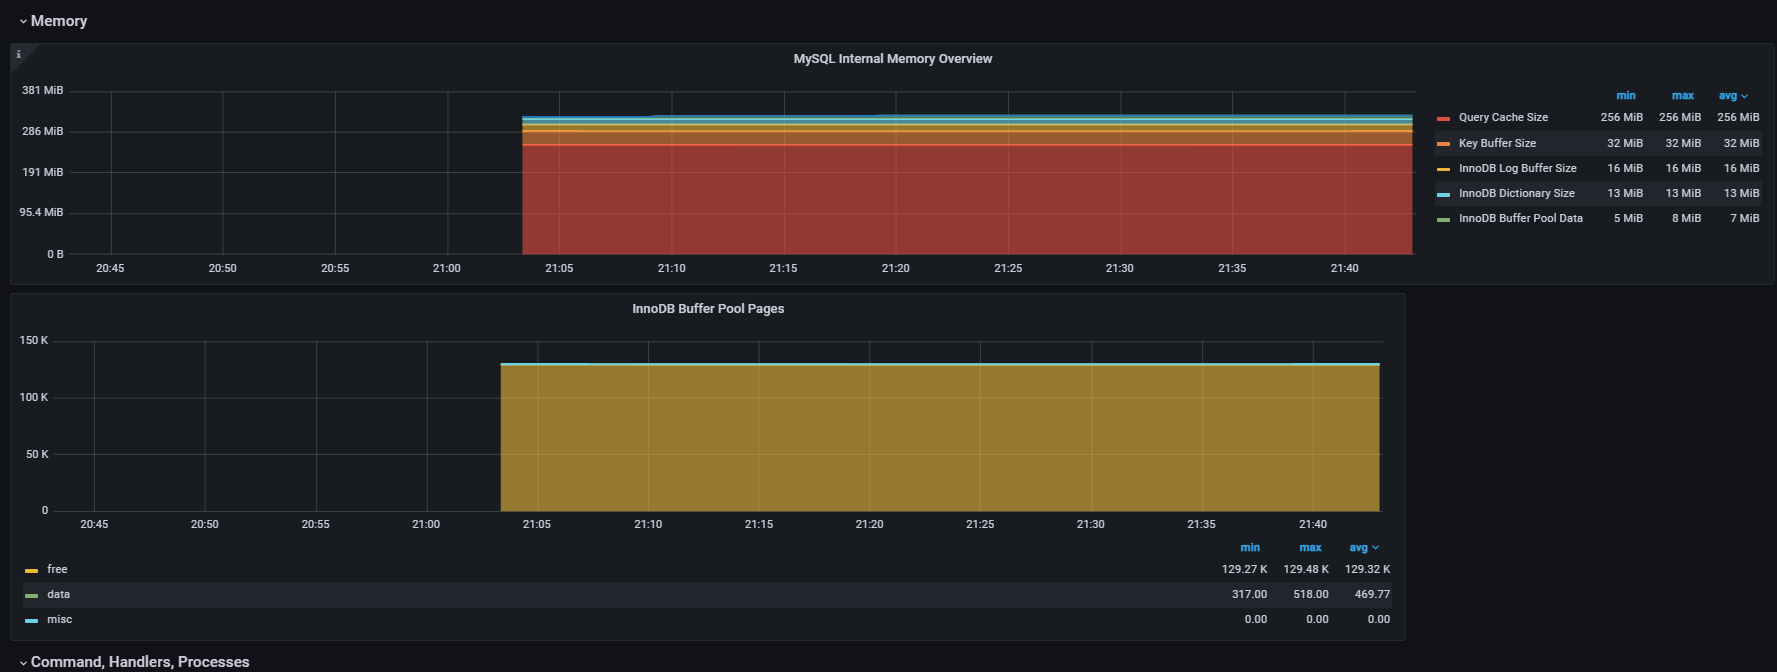 Memory
i
MySQL Internal Memory Overview
381 MiB
286 MiB
191 MiB
95.4 MiB
0 B
20:45 20:50 20:55 21:00 21:05 21:10 21:15 21:20 21:25 21:30 21:35 21:40
min max avg
Query Cache Size 256 MiB 256 MiB 256 MiB
Key Buffer Size 32 MiB 32 MiB 32 MiB
InnoDB Log Buffer Size 16 MiB 16 MiB 16 MiB
InnoDB Dictionary Size 13 MiB 13 MiB 13 MiB
InnoDB Buffer Pool Data 5 MiB 8 MiB 7 MiB
InnoDB Buffer Pool Pages
150 K
100 K
50 K
0
20:45 20:50 20:55 21:00 21:05 21:10 21:15 21:20 21:25 21:30 21:35 21:40
min max avg
free 129.27 K 129.48 K 129.32 K
data 317.00 518.00 469.77
misc 0.00 0.00 0.00
Command, Handlers, Processes